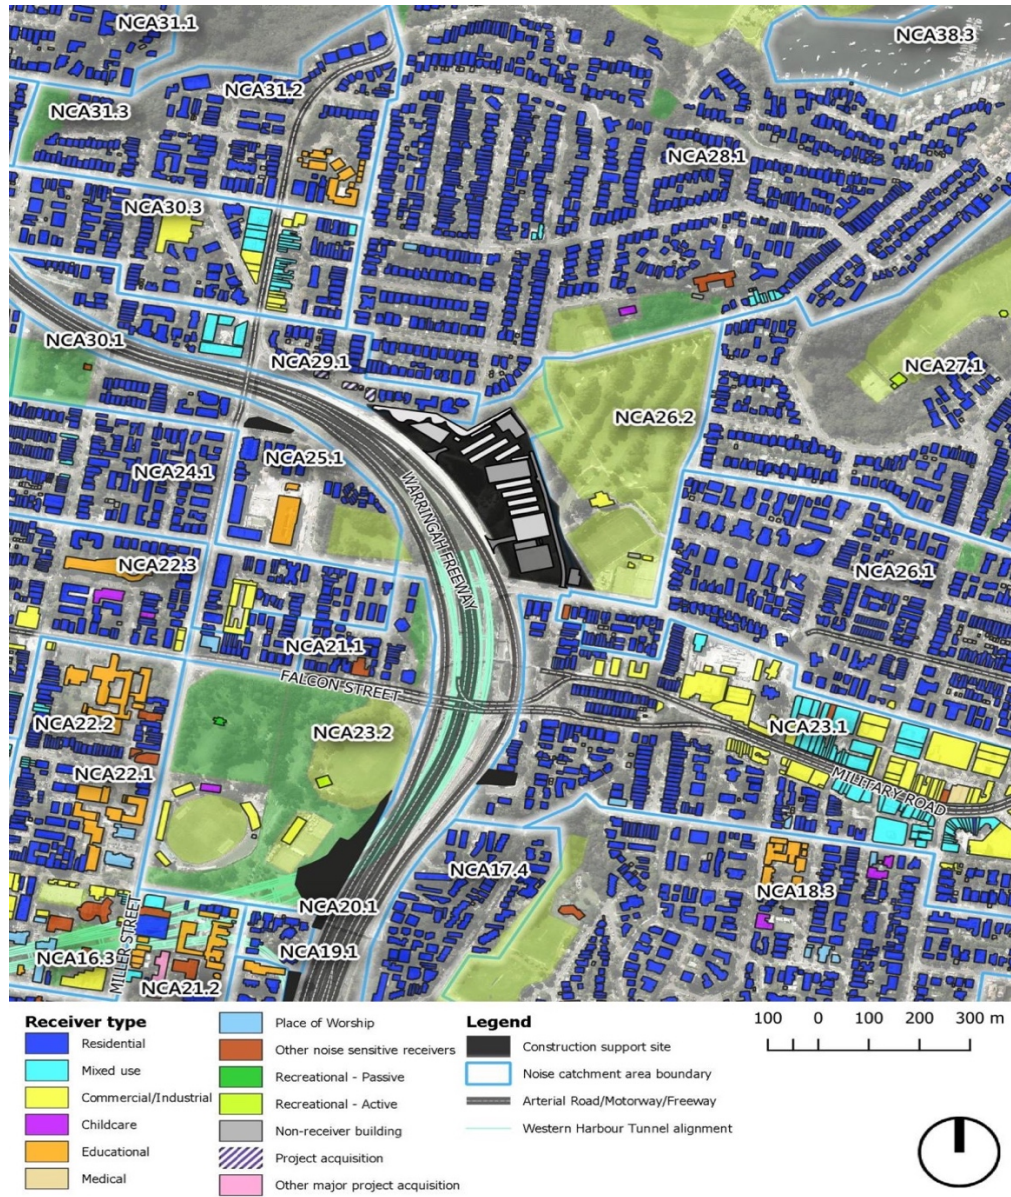 NCA31.1
NCA38.3
NCA31.2
NCA31.3
NCA28.1
NCA30.3
NCA30.1
NCA29.1
NCA27.1
NCA26.2
NCA25.1
NCA24.1
WARRINGAH FREEWAY
NCA22.3
NCA26.1
NCA21.1
FALCON STREET
NCA22.2
NCA23.2
NCA23.1
NCA22.1
MILITARY ROAD
NCA17.4
NCA18.3
NCA20.1
MILLER STREET
NCA19.1
NCA16.3
NCA21.2
Receiver type
Residential
Mixed use
Commercial/Industrial
Childcare
Educational
Medical
Place of Worship
Other noise sensitive receivers
Recreational - Passive
Recreational - Active
Non-receiver building
Project acquisition
Other major project acquisition
Legend
Construction support site
Noise catchment area boundary
Arterial Road/Motorway/Freeway
Western Harbour Tunnel alignment
100 0 100 200 300 m